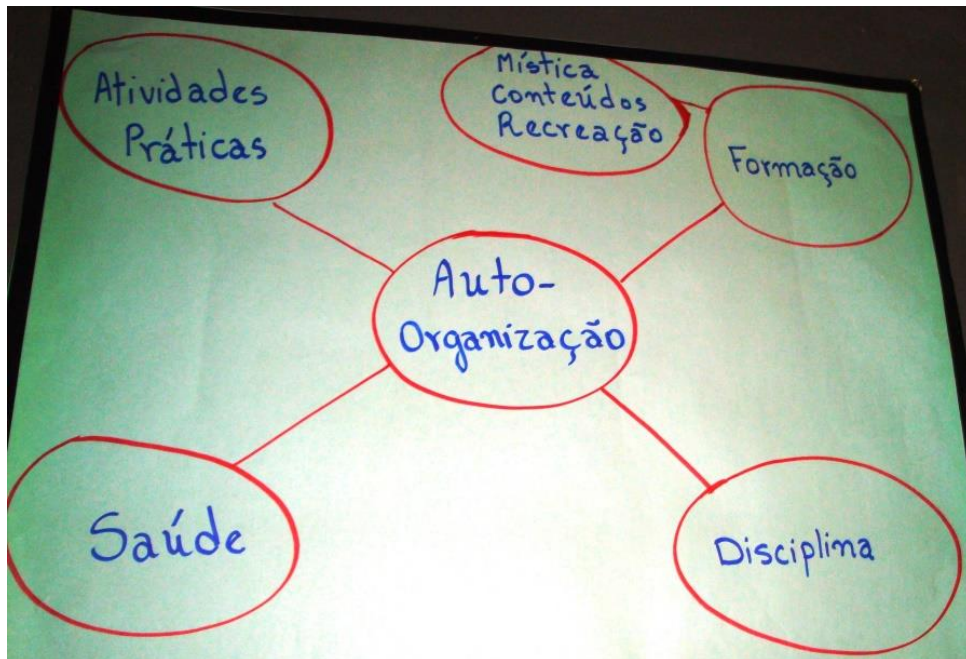 Atividades
Práticas
Mística
Conteúdos
Recreação
Formação
Auto-
Organização
Saúde
Disciplina